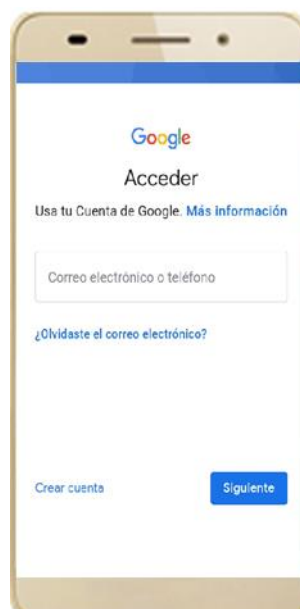 Google
Acceder
Usa tu Cuenta de Google. Más información
Correo electrónico o teléfono
¿Olvidaste el correo electrónico?
Crear cuenta Siguiente